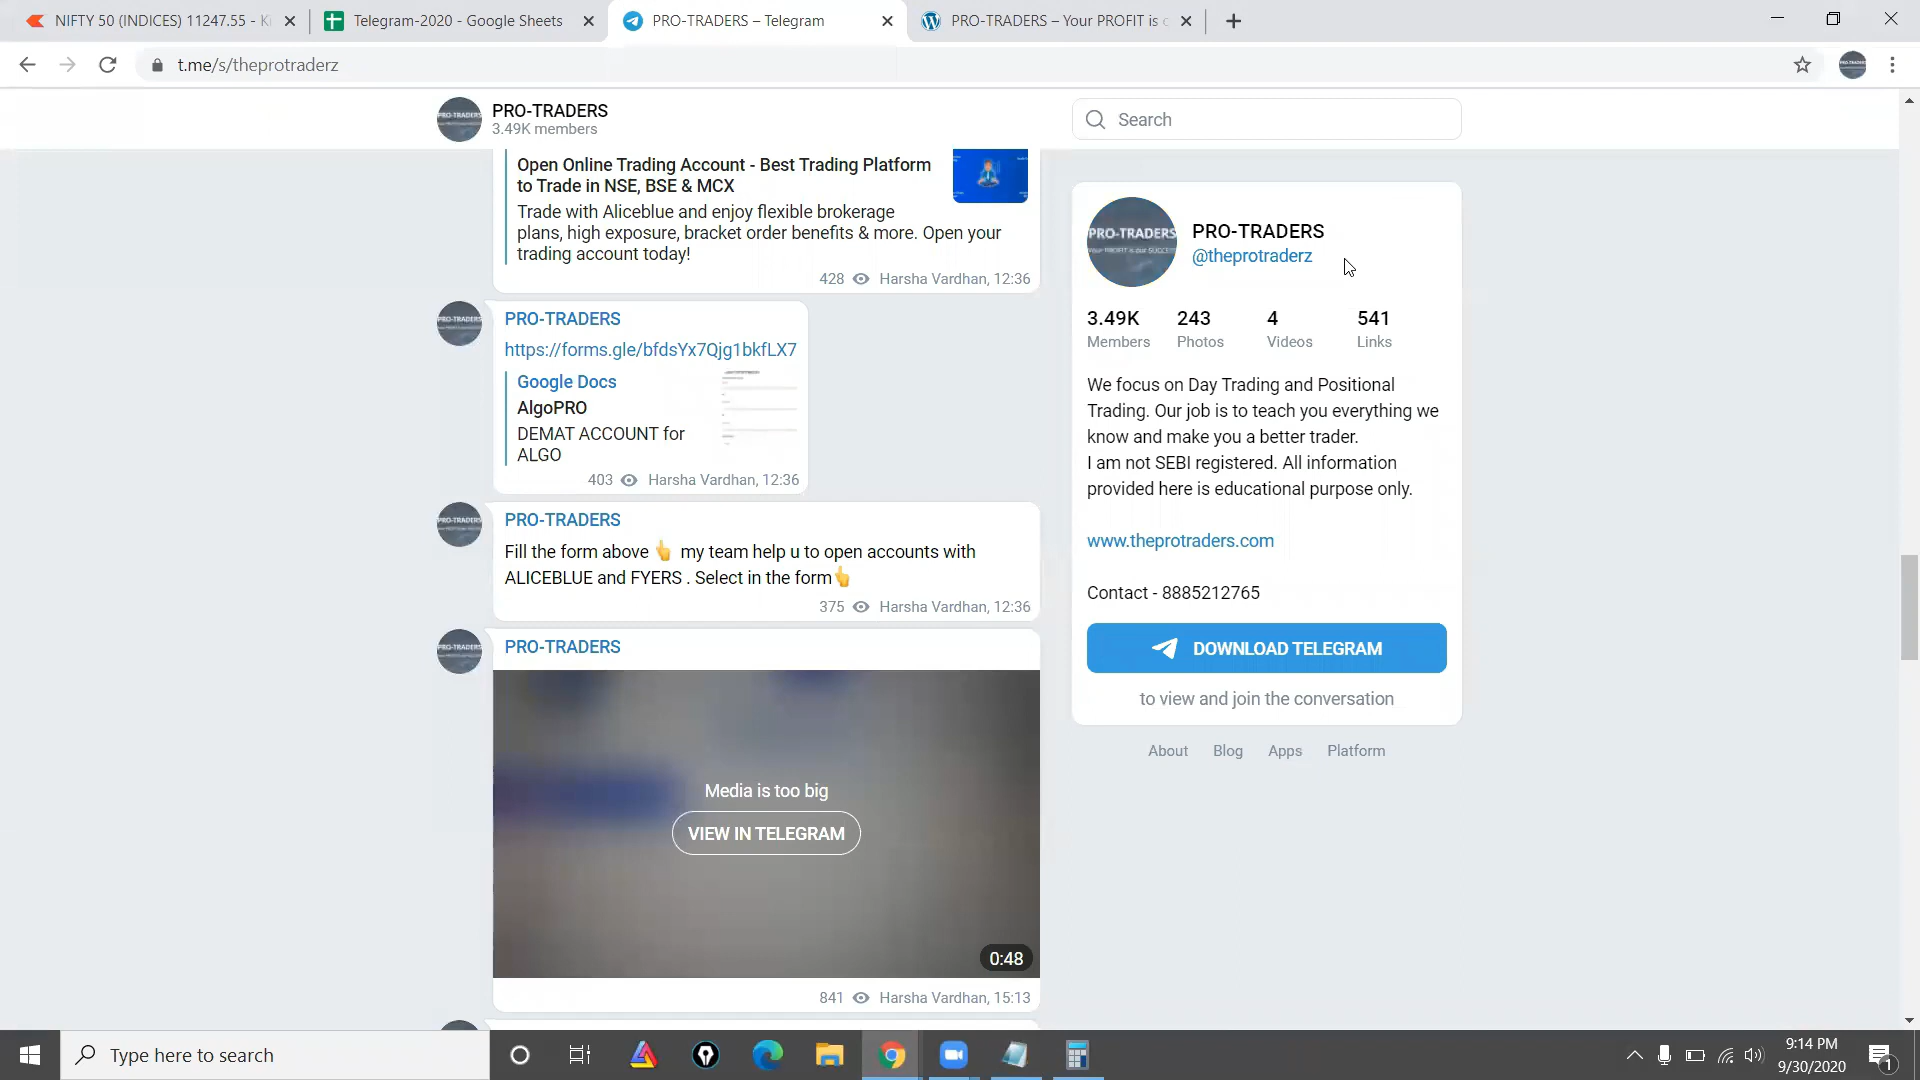 NIFTY 50 (INDICES) 11247.55 - Ki
Telegram-2020 - Google Sheets
PRO-TRADERS – Telegram
PRO-TRADERS – Your PROFIT is o
t.me/s/theprotraderz
PRO-TRADERS
3.49K members
Search
Open Online Trading Account - Best Trading Platform
to Trade in NSE, BSE & MCX
Trade with Aliceblue and enjoy flexible brokerage
plans, high exposure, bracket order benefits & more. Open your
trading account today!
428 Harsha Vardhan, 12:36
PRO-TRADERS
https://forms.gle/bfdsYx7Qjg1bkfLX7
Google Docs
AlgoPRO
DEMAT ACCOUNT for
ALGO
403 Harsha Vardhan, 12:36
PRO-TRADERS
Fill the form above 👆 my team help u to open accounts with
ALICEBLUE and FYERS . Select in the form👆
375 Harsha Vardhan, 12:36
PRO-TRADERS
Media is too big
VIEW IN TELEGRAM
0:48
841 Harsha Vardhan, 15:13
PRO-TRADERS
Your PROFIT is our SUCCESS
PRO-TRADERS
@theprotraderz
3.49K 243 4 541
Members Photos Videos Links
We focus on Day Trading and Positional
Trading. Our job is to teach you everything we
know and make you a better trader.
I am not SEBI registered. All information
provided here is educational purpose only.
www.theprotraders.com
Contact - 8885212765
DOWNLOAD TELEGRAM
to view and join the conversation
About Blog Apps Platform
Type here to search
9:14 PM
9/30/2020
1